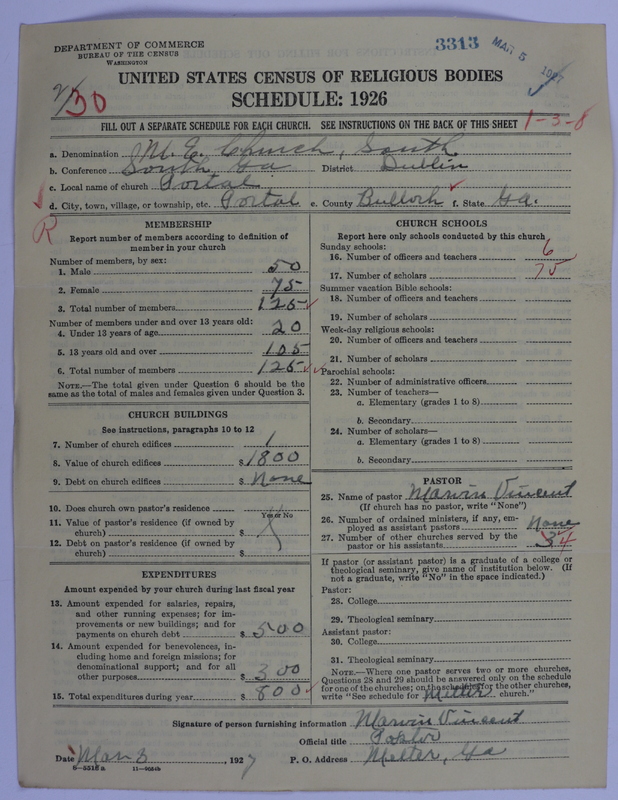 DEPARTMENT OF COMMERCE
BUREAU OF THE CENSUS
WASHINGTON
3313 MAR 5 1927
UNITED STATES CENSUS OF RELIGIOUS BODIES
SCHEDULE: 1926
30
FILL OUT A SEPARATE SCHEDULE FOR EACH CHURCH. SEE INSTRUCTIONS ON THE BACK OF THIS SHEET 1-3-8
a. Denomination M. E. Church, South
b. Conference South Ga District Dublin
c. Local name of church Portal
d. City, town, village, or township, etc. Portal e. County Bulloch f. State Ga.
R
MEMBERSHIP
Report number of members according to definition of
member in your church
Number of members, by sex:
1. Male 50
2. Female 75
3. Total number of members 125
Number of members under and over 13 years old:
4. Under 13 years of age 20
5. 13 years old and over 105
6. Total number of members 125
NOTE.—The total given under Question 6 should be the
same as the total of males and females given under Question 3.
CHURCH BUILDINGS
See instructions, paragraphs 10 to 12
7. Number of church edifices 1
8. Value of church edifices $ 1800
9. Debt on church edifices $ None
10. Does church own pastor's residence
Yes or No
11. Value of pastor's residence (if owned by
church) $
12. Debt on pastor's residence (if owned by
church) $
EXPENDITURES
Amount expended by your church during last fiscal year
13. Amount expended for salaries, repairs,
and other running expenses; for im-
provements or new buildings; and for
payments on church debt $ 500
14. Amount expended for benevolences, in-
cluding home and foreign missions; for
denominational support; and for all
other purposes $ 300
15. Total expenditures during year $ 800
CHURCH SCHOOLS
Report here only schools conducted by this church
Sunday schools:
16. Number of officers and teachers 6
17. Number of scholars 75
Summer vacation Bible schools:
18. Number of officers and teachers
19. Number of scholars
Week-day religious schools:
20. Number of officers and teachers
21. Number of scholars
Parochial schools:
22. Number of administrative officers
23. Number of teachers—
a. Elementary (grades 1 to 8)
b. Secondary
24. Number of scholars—
a. Elementary (grades 1 to 8)
b. Secondary
PASTOR
25. Name of pastor Marvin Vincent
(If church has no pastor, write "None")
26. Number of ordained ministers, if any, em-
ployed as assistant pastors None
27. Number of other churches served by the
pastor or his assistants 3 4
If pastor (or assistant pastor) is a graduate of a college or
theological seminary, give name of institution below. (If
not a graduate, write "No" in the space indicated.)
Pastor:
28. College
29. Theological seminary
Assistant pastor:
30. College
31. Theological seminary
NOTE.—Where one pastor serves two or more churches,
Questions 28 and 29 should be answered only on the schedule
for one of the churches; on the schedules for the other churches,
write "See schedule for Metter church."
Signature of person furnishing information Marvin Vincent
Official title Pastor
Date Mar 3, 1927 P. O. Address Metter, Ga
8-5516 a